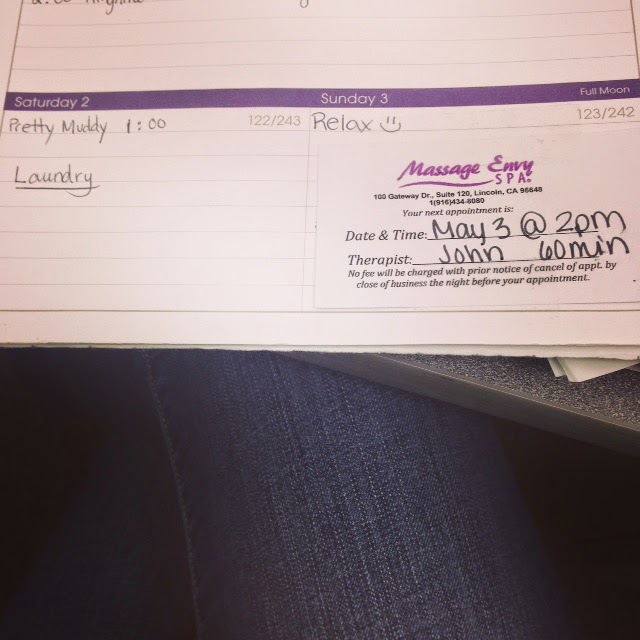 Saturday 2
Pretty Muddy 1:00 122/243
Laundry
Sunday 3 Full Moon
Relax 123/242
Massage Envy
SPA.
100 Gateway Dr., Suite 120, Lincoln, CA 95648
1(916)434-8080
Your next appointment is:
Date & Time: May 3 @ 2pm
Therapist: John 60min
No fee will be charged with prior notice of cancel of appt. by
close of business the night before your appointment.